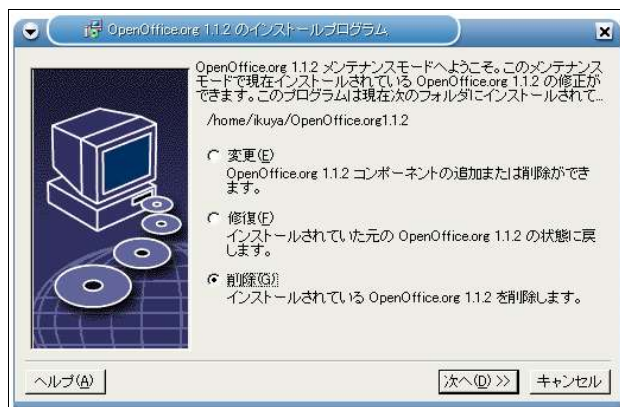 OpenOffice.org 1.1.2 のインストールプログラム
OpenOffice.org 1.1.2 メンテナンスモードへようこそ。このメンテナンス
モードで現在インストールされている OpenOffice.org 1.1.2 の修正が
できます。このプログラムは現在次のフォルダにインストールされて...
/home/ikuya/OpenOffice.org1.1.2
変更(E)
OpenOffice.org 1.1.2 コンポーネントの追加または削除ができ
ます。
修復(F)
インストールされていた元の OpenOffice.org 1.1.2 の状態に戻
します。
削除(G)
インストールされている OpenOffice.org 1.1.2 を削除します。
ヘルプ(A)
次へ(D) >>
キャンセル